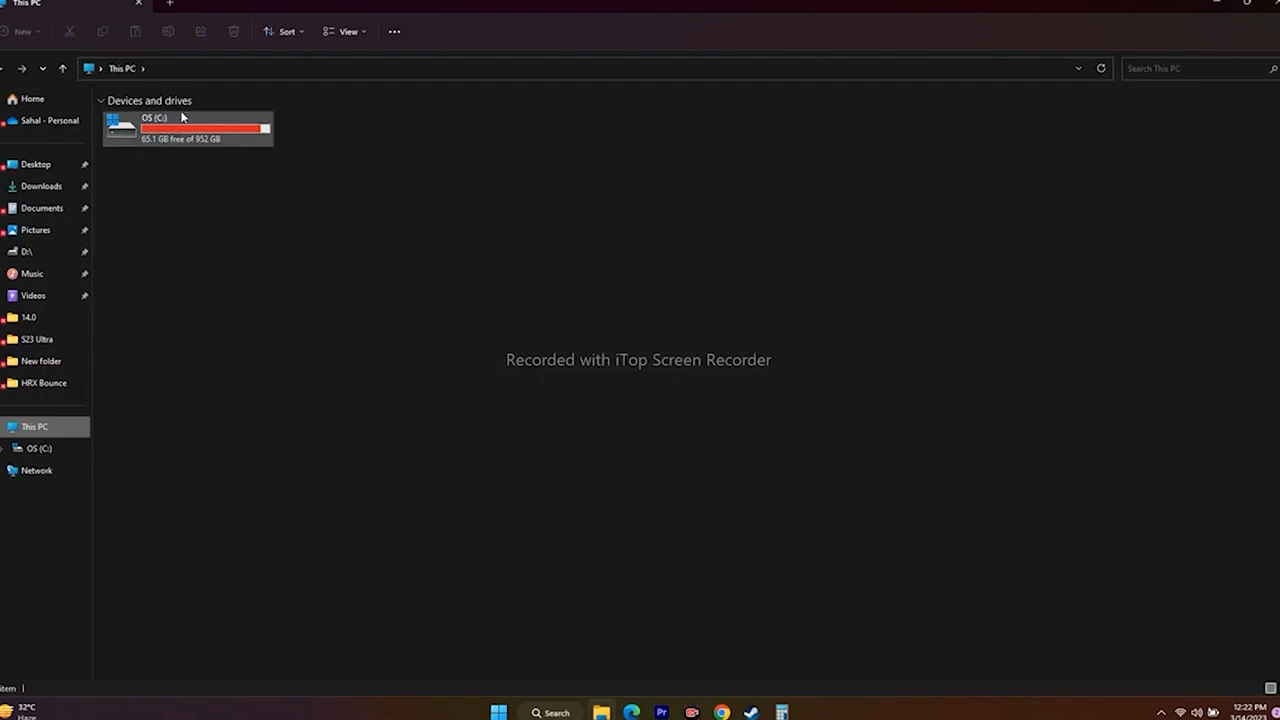 This PC
New
Sort
View
This PC
Search This PC
Home
Sahal - Personal
Desktop
Downloads
Documents
Pictures
D:\
Music
Videos
14.0
S23 Ultra
New folder
HRX Bounce
This PC
OS (C:)
Network
Devices and drives
OS (C:)
65.1 GB free of 952 GB
Recorded with iTop Screen Recorder
item
32°C
Haze
Search
Pr
12:22 PM